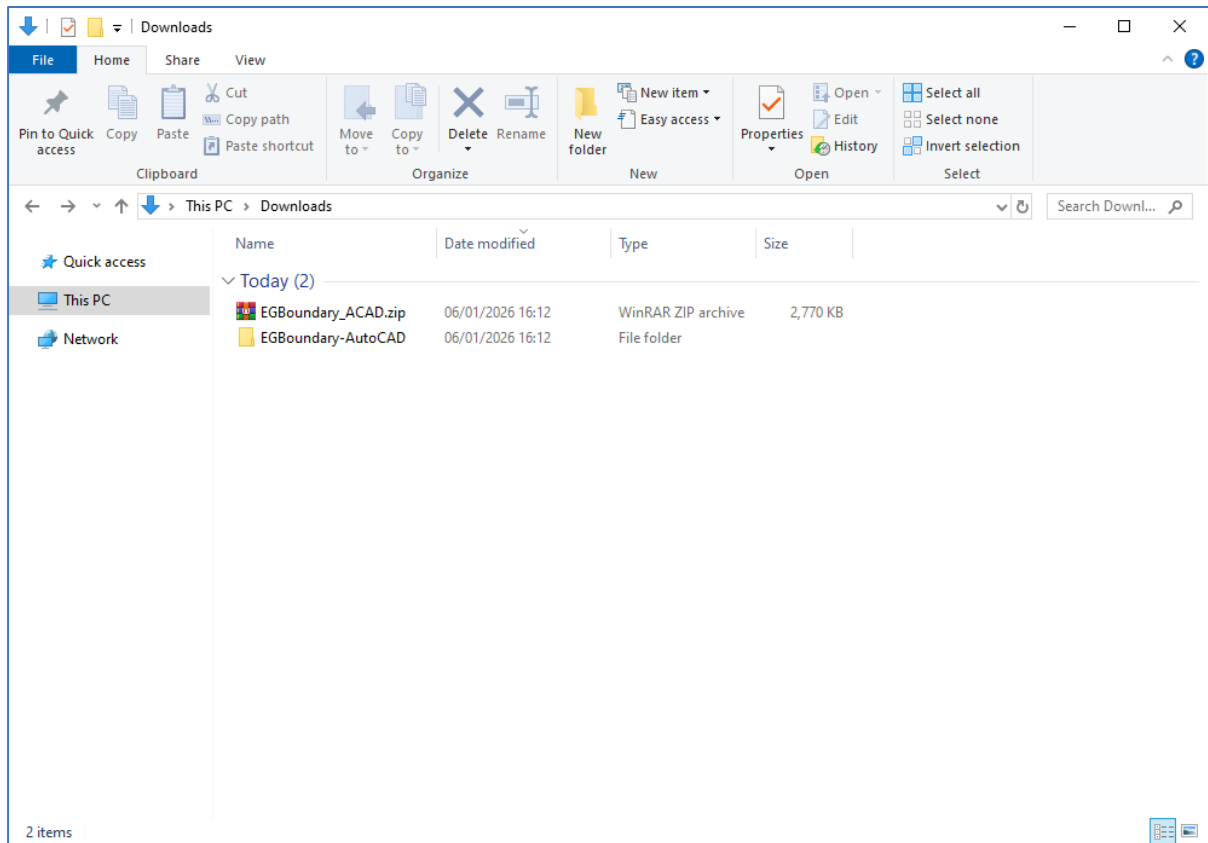 Downloads
File Home Share View
Pin to Quick access
Copy
Paste
Cut
Copy path
Paste shortcut
Clipboard
Move to
Copy to
Delete
Rename
Organize
New folder
New item
Easy access
New
Properties
Open
Edit
History
Open
Select all
Select none
Invert selection
Select
This PC > Downloads
Search Downl...
Quick access
This PC
Network
Name Date modified Type Size
Today (2)
EGBoundary_ACAD.zip 06/01/2026 16:12 WinRAR ZIP archive 2,770 KB
EGBoundary-AutoCAD 06/01/2026 16:12 File folder
2 items